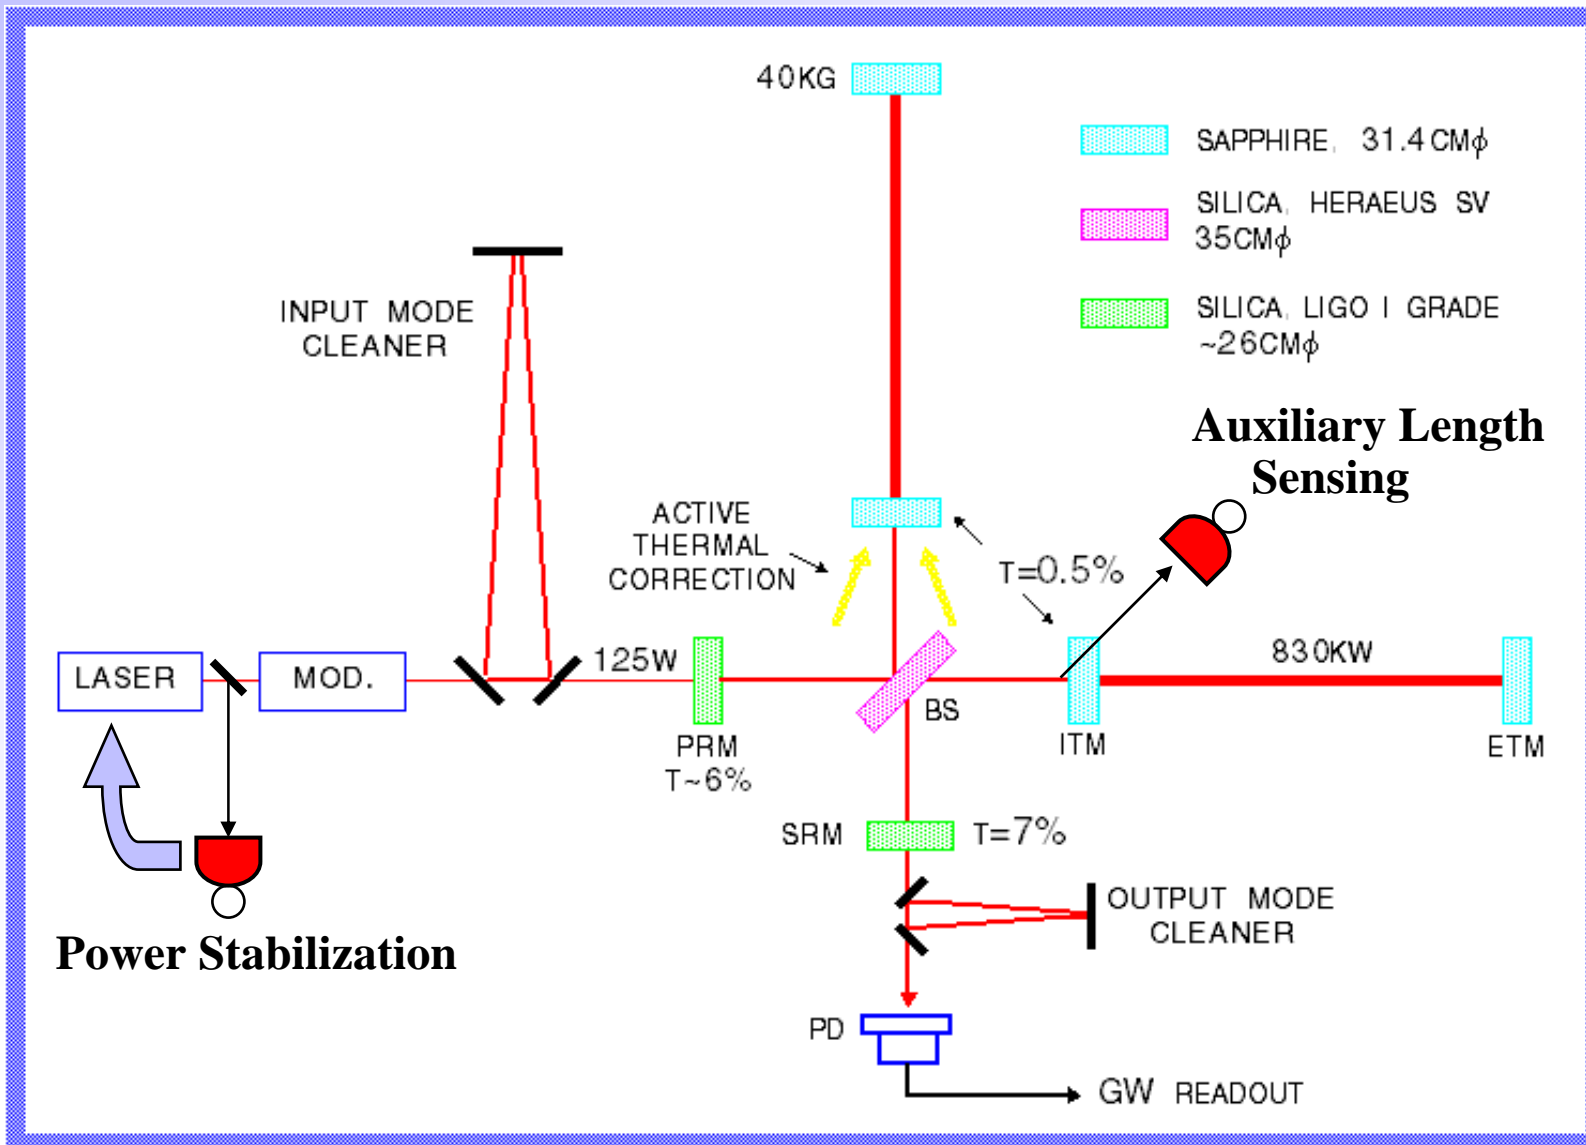 40KG
SAPPHIRE, 31.4CMϕ
SILICA, HERAEUS SV
35CMϕ
SILICA, LIGO I GRADE
~26CMϕ
INPUT MODE
CLEANER
Auxiliary Length
Sensing
ACTIVE
THERMAL
CORRECTION
T=0.5%
LASER
MOD.
125W
830KW
BS
PRM
T~6%
ITM
ETM
SRM
T=7%
OUTPUT MODE
CLEANER
Power Stabilization
PD
GW READOUT